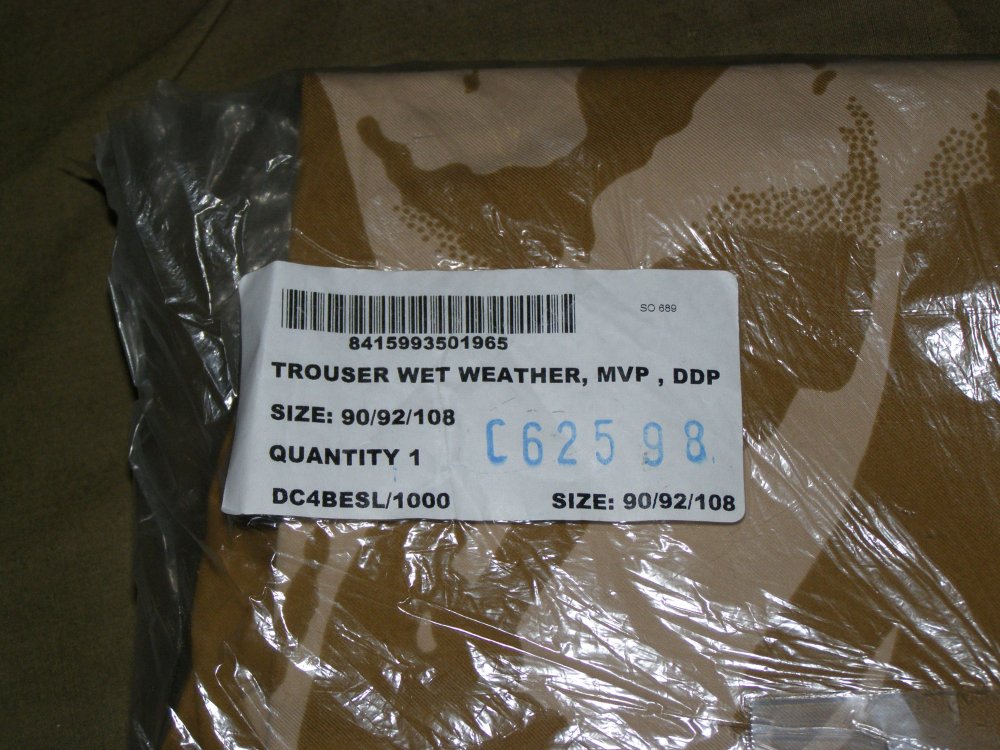 SO 689
8415993501965
TROUSER WET WEATHER, MVP , DDP
SIZE: 90/92/108
C62598
QUANTITY 1
DC4BESL/1000 SIZE: 90/92/108